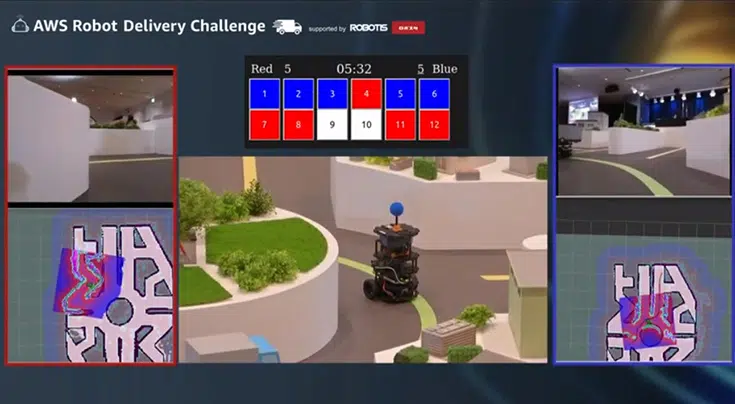 AWS Robot Delivery Challenge
supported by ROBOTIS
Red 5 05:32 5 Blue
1 2 3 4 5 6
7 8 9 10 11 12